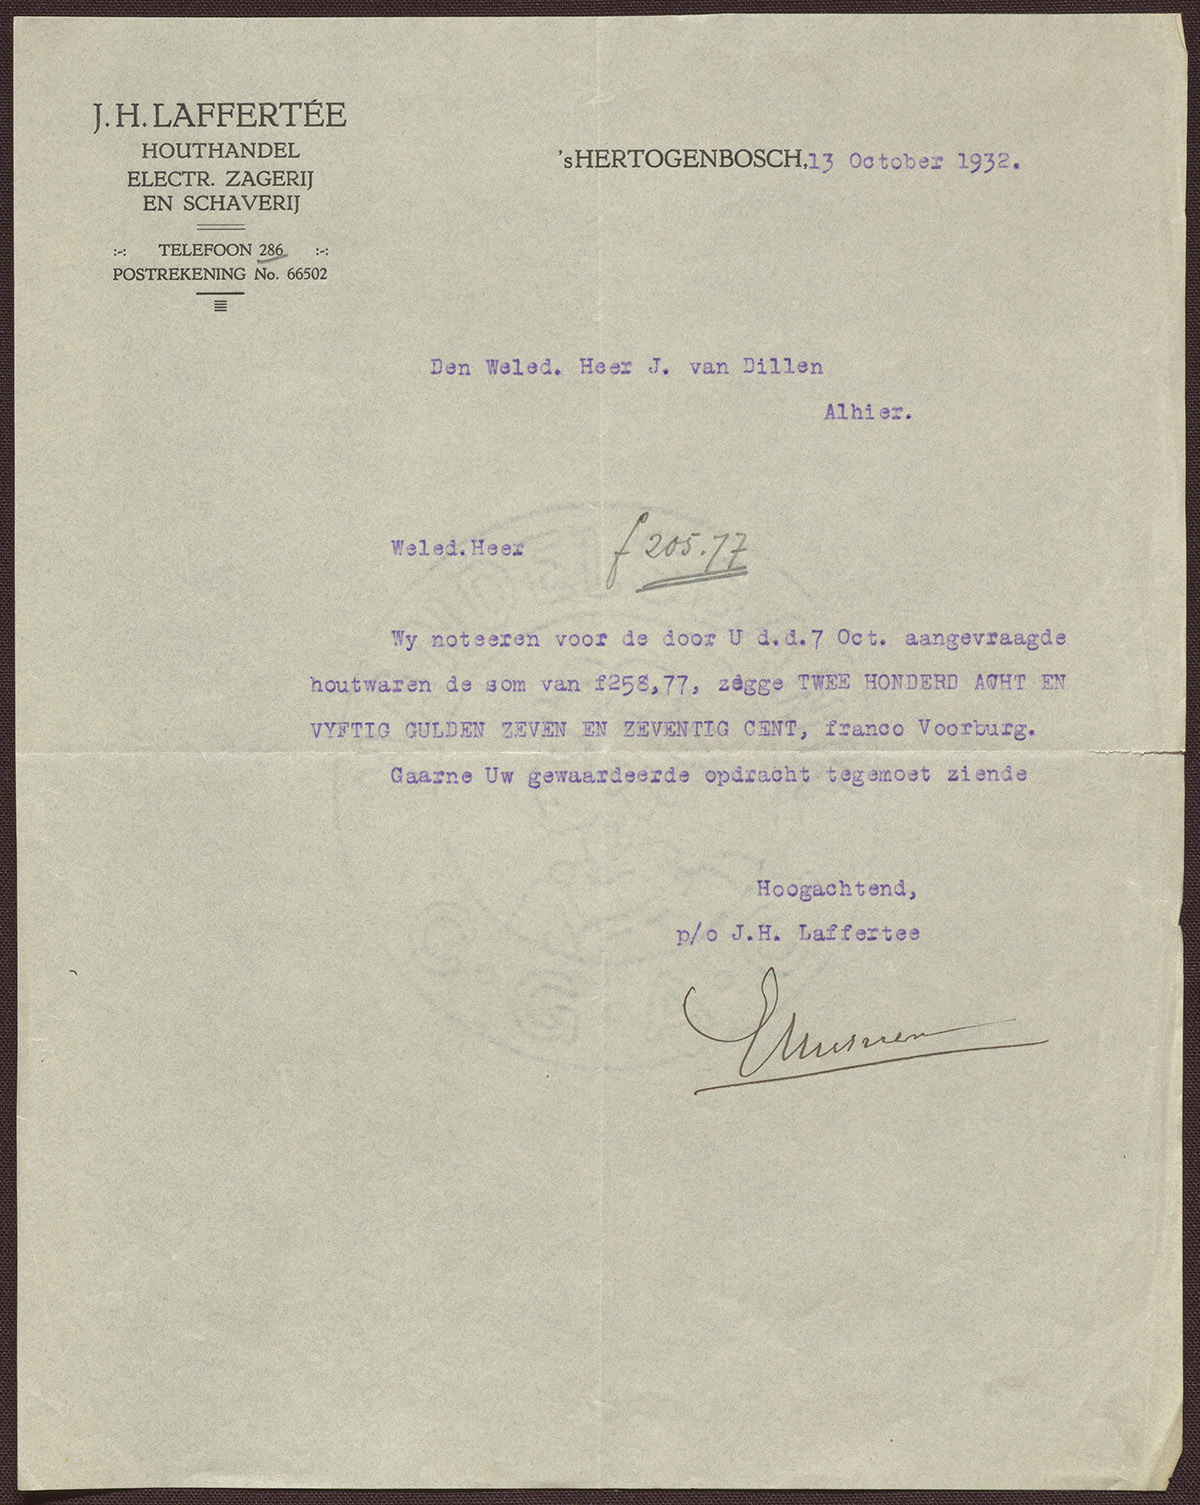 J.H. LAFFERTÉE
HOUTHANDEL
ELECTR. ZAGERIJ
EN SCHAVERIJ
:-: TELEFOON 286 :-:
POSTREKENING No. 66502
'sHERTOGENBOSCH, 13 October 1932.
Den Weled. Heer J. van Dillen
Alhier.
Weled.Heer f 205.77
Wy noteeren voor de door U d.d.7 Oct. aangevraagde
houtwaren de som van f258,77, zegge TWEE HONDERD ACHT EN
VYFTIG GULDEN ZEVEN EN ZEVENTIG CENT, franco Voorburg.
Gaarne Uw gewaardeerde opdracht tegemoet ziende
Hoogachtend,
p/o J.H. Laffertee